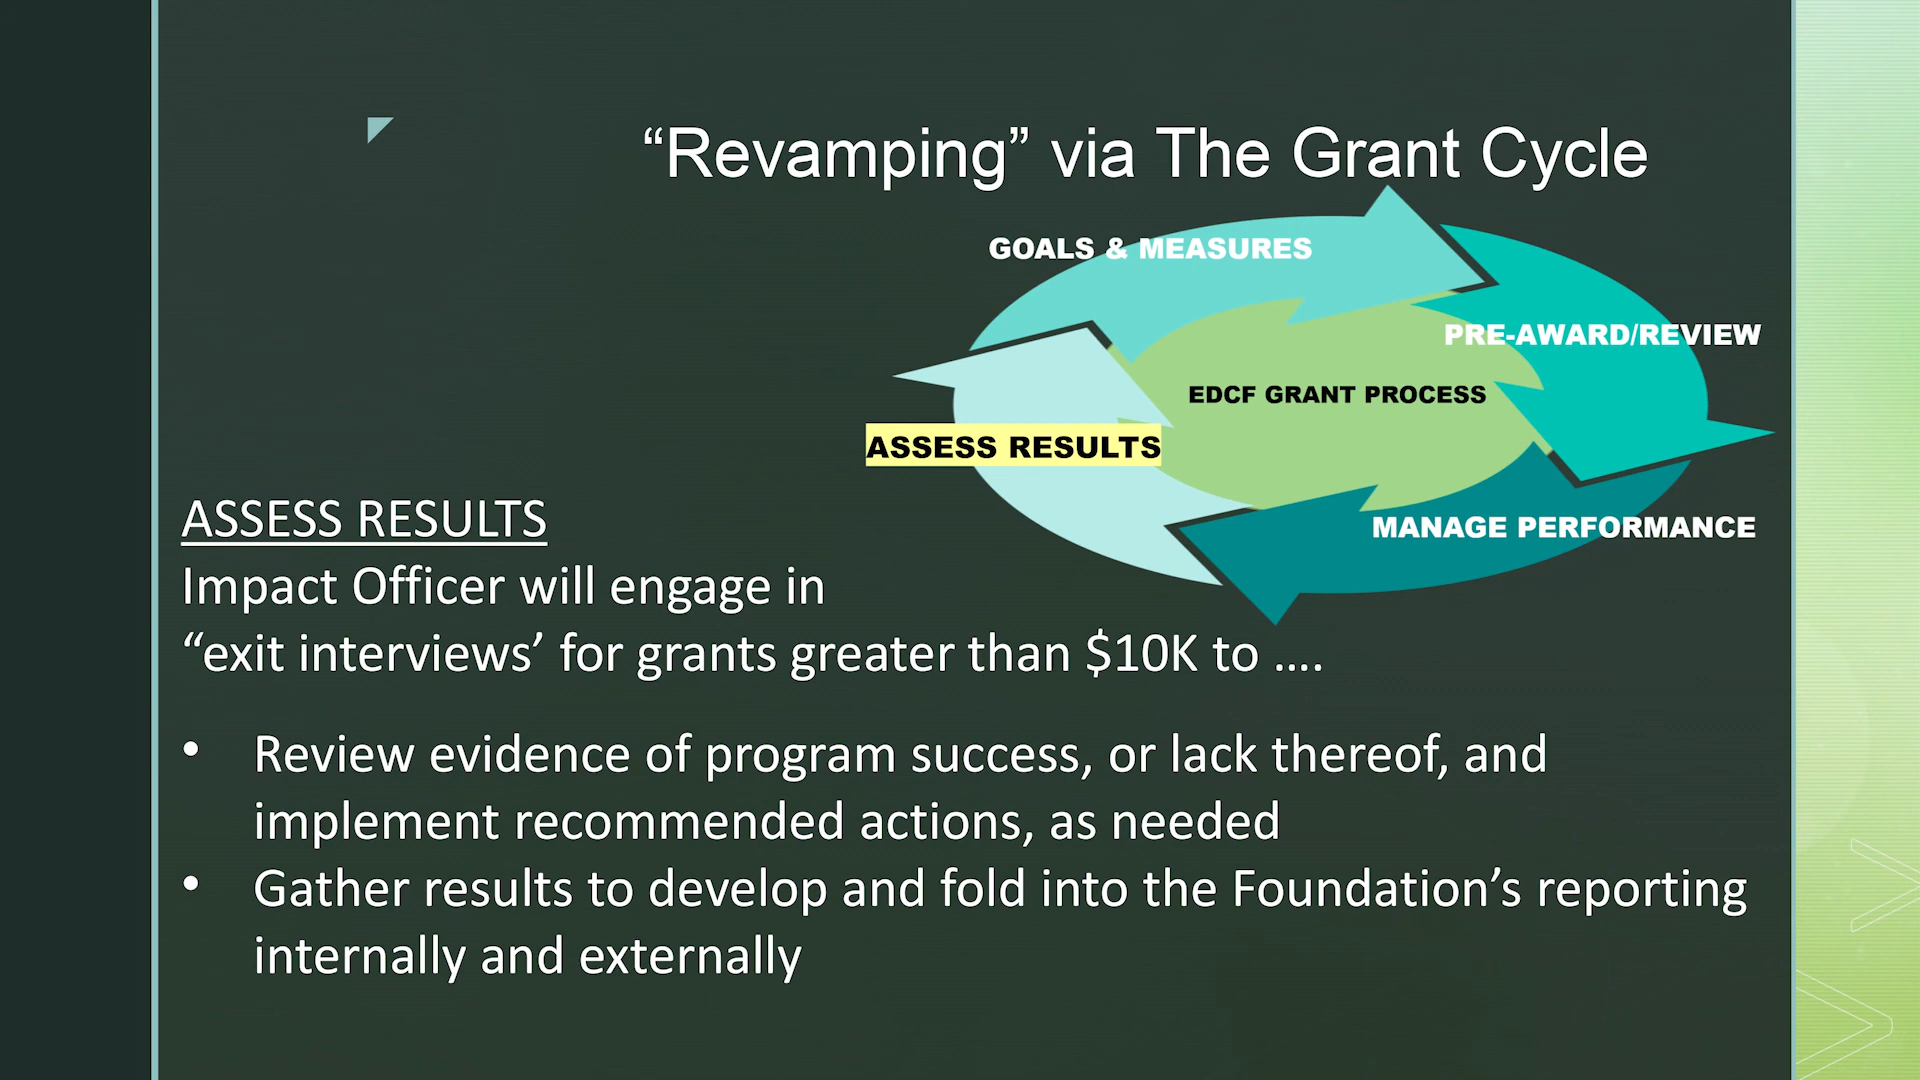 “Revamping” via The Grant Cycle
GOALS & MEASURES
PRE-AWARD/REVIEW
EDCF GRANT PROCESS
ASSESS RESULTS
MANAGE PERFORMANCE
ASSESS RESULTS
Impact Officer will engage in
“exit interviews’ for grants greater than $10K to ....
• Review evidence of program success, or lack thereof, and
implement recommended actions, as needed
• Gather results to develop and fold into the Foundation’s reporting
internally and externally